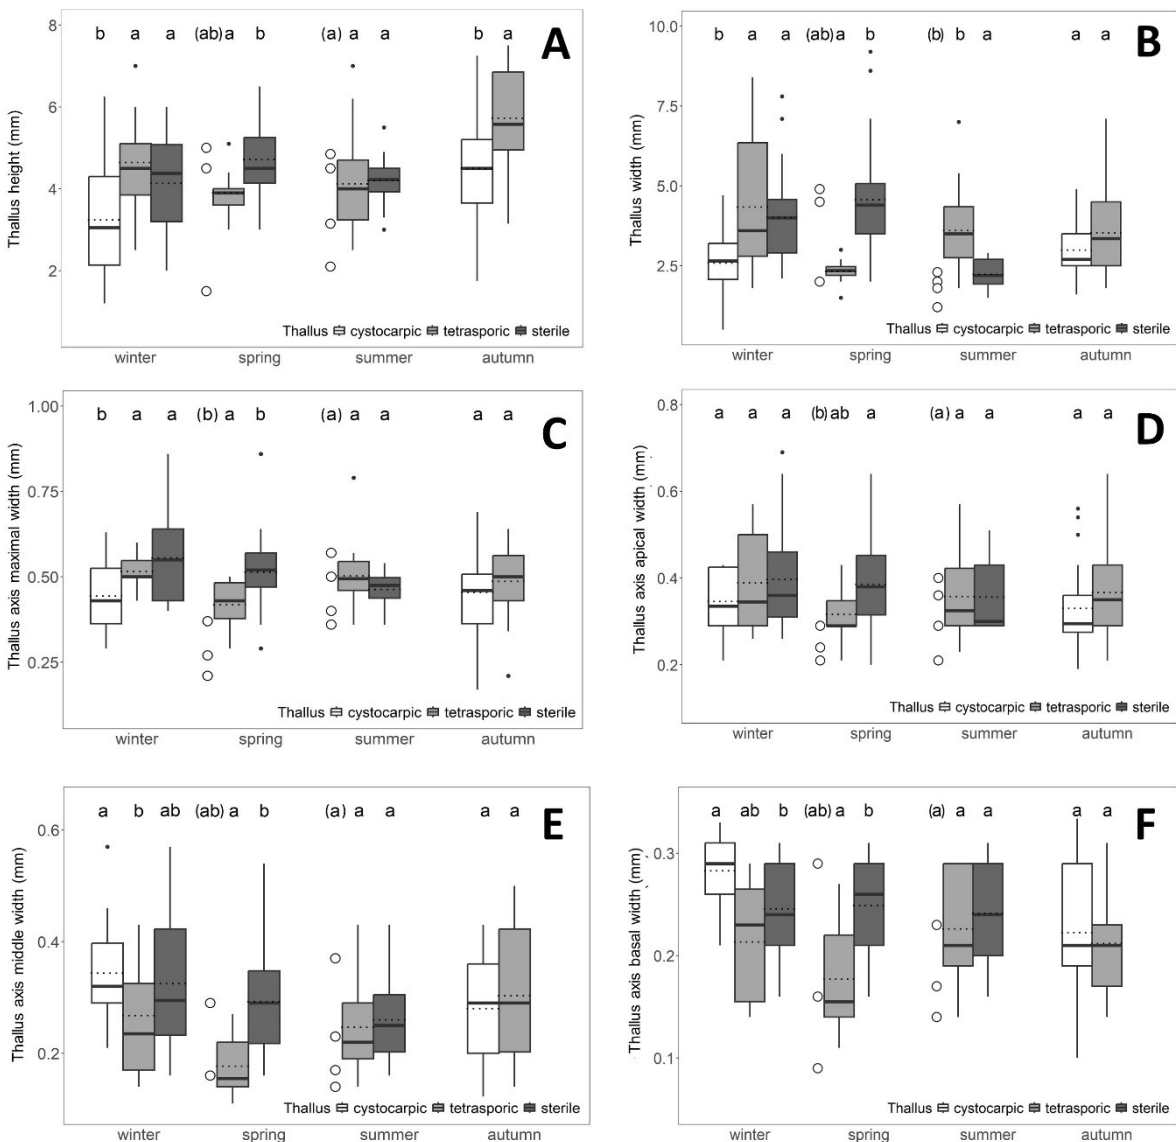 A
b a a (ab) a b (a) a a b a
Thallus height (mm)
8
6
4
2
Thallus cystocarpic tetrasporic sterile
winter spring summer autumn
B
b a a (ab) a b (b) b a a a
Thallus width (mm)
10.0
7.5
5.0
2.5
Thallus cystocarpic tetrasporic sterile
winter spring summer autumn
C
b a a (b) a b (a) a a a a
Thallus axis maximal width (mm)
1.00
0.75
0.50
0.25
Thallus cystocarpic tetrasporic sterile
winter spring summer autumn
D
a a a (b) ab a (a) a a a a
Thallus axis apical width (mm)
0.8
0.6
0.4
0.2
Thallus cystocarpic tetrasporic sterile
winter spring summer autumn
E
a b ab (ab) a b (a) a a a a
Thallus axis middle width (mm)
0.6
0.4
0.2
Thallus cystocarpic tetrasporic sterile
winter spring summer autumn
F
a ab b (ab) a b (a) a a a a
Thallus axis basal width (mm)
0.3
0.2
0.1
Thallus cystocarpic tetrasporic sterile
winter spring summer autumn